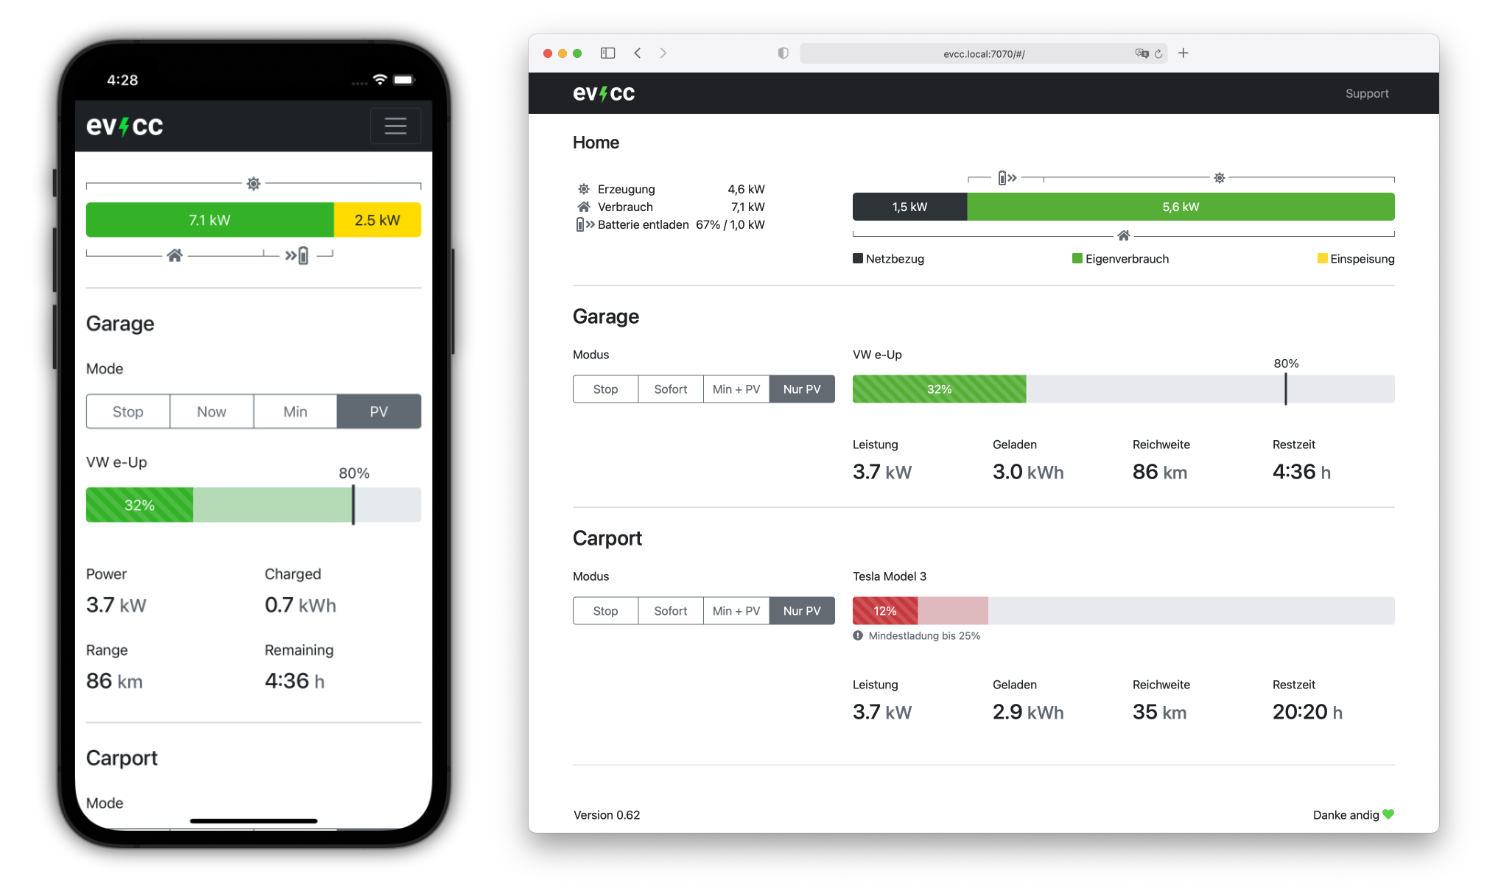 4:28
evcc
7.1 kW 2.5 kW
Garage
Mode
Stop Now Min PV
VW e-Up
80%
32%
Power Charged
3.7 kW 0.7 kWh
Range Remaining
86 km 4:36 h
Carport
Mode
evcc.local:7070/#/
evcc Support
Home
Erzeugung 4,6 kW
Verbrauch 7,1 kW
Batterie entladen 67% / 1,0 kW
1,5 kW 5,6 kW
Netzbezug Eigenverbrauch Einspeisung
Garage
Modus
Stop Sofort Min + PV Nur PV
VW e-Up
80%
32%
Leistung Geladen Reichweite Restzeit
3.7 kW 3.0 kWh 86 km 4:36 h
Carport
Modus
Stop Sofort Min + PV Nur PV
Tesla Model 3
12%
Mindestladung bis 25%
Leistung Geladen Reichweite Restzeit
3.7 kW 2.9 kWh 35 km 20:20 h
Version 0.62 Danke andig